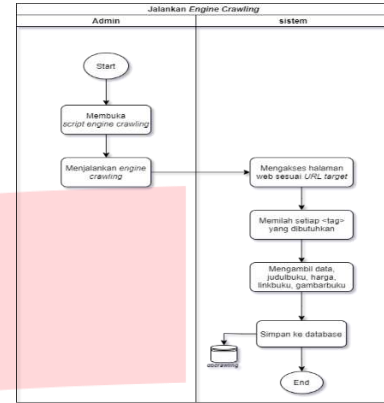 Jalankan Engine Crawling
Admin
sistem
Start
Membuka
script engine crawling
Menjalankan engine
crawling
Mengakses halaman
web sesuai URL target
Memilah setiap <tag>
yang dibutuhkan
Mengambil data,
judulbuku, harga,
linkbuku, gambarbuku
Simpan ke database
End